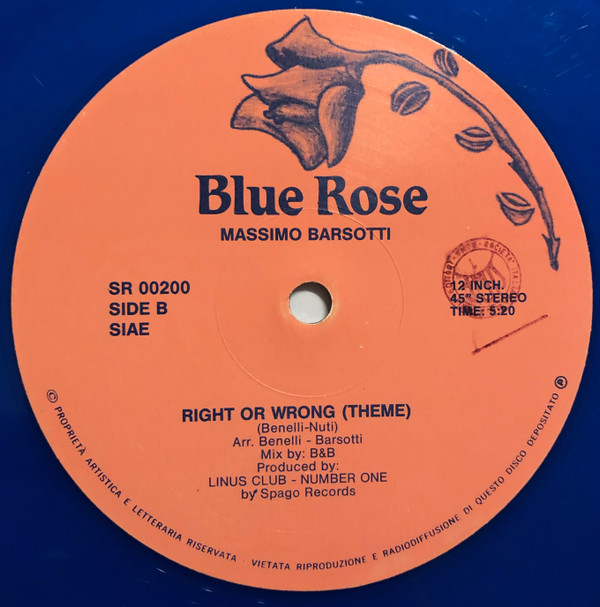 Blue Rose
MASSIMO BARSOTTI
SR 00200
SIDE B
SIAE
12 INCH.
45" STEREO
TIME: 5:20
RIGHT OR WRONG (THEME)
(Benelli-Nuti)
Arr. Benelli - Barsotti
Mix by: B&B
Produced by:
LINUS CLUB - NUMBER ONE
by Spago Records
© PROPRIETÀ ARTISTICA E LETTERARIA RISERVATA · VIETATA RIPRODUZIONE E RADIODIFFUSIONE DI QUESTO DISCO DEPOSITATO ℗